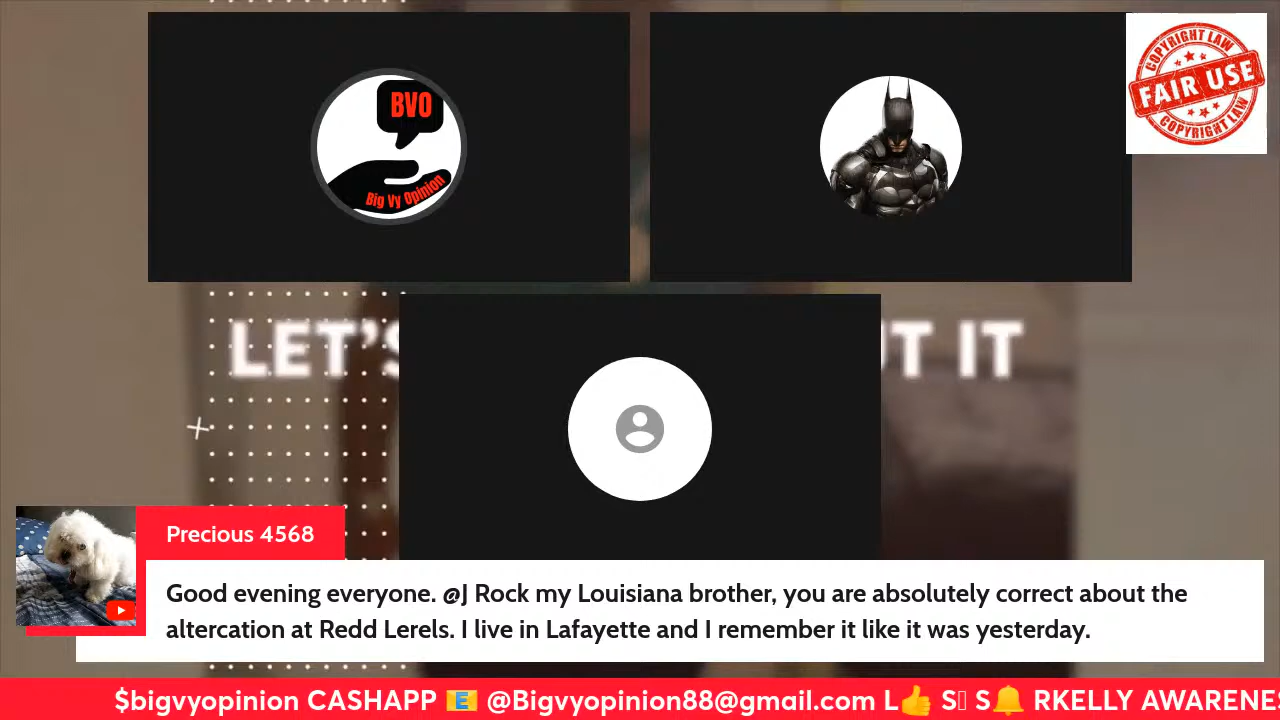 BVO
Big Vy Opinion
COPYRIGHT LAW
FAIR USE
COPYRIGHT LAW
LET'S UT IT
Precious 4568
Good evening everyone. @J Rock my Louisiana brother, you are absolutely correct about the
altercation at Redd Lerels. I live in Lafayette and I remember it like it was yesterday.
$bigvyopinion CASHAPP 📧 @Bigvyopinion88@gmail.com L👍 S S🔔 RKELLY AWARENE